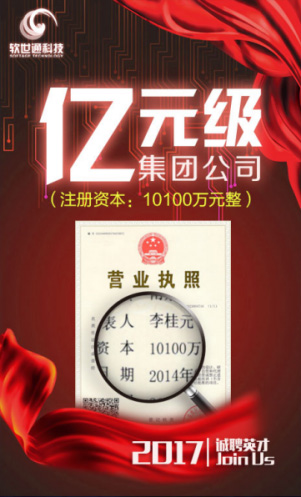 软世通科技
SOFTSTONE TECHNOLOGY
亿元级
集团公司
(注册资本:10100万元整)
营业执照
表人 李桂元
资本 10100万
日期 2014年
2017 诚聘英才
Join Us